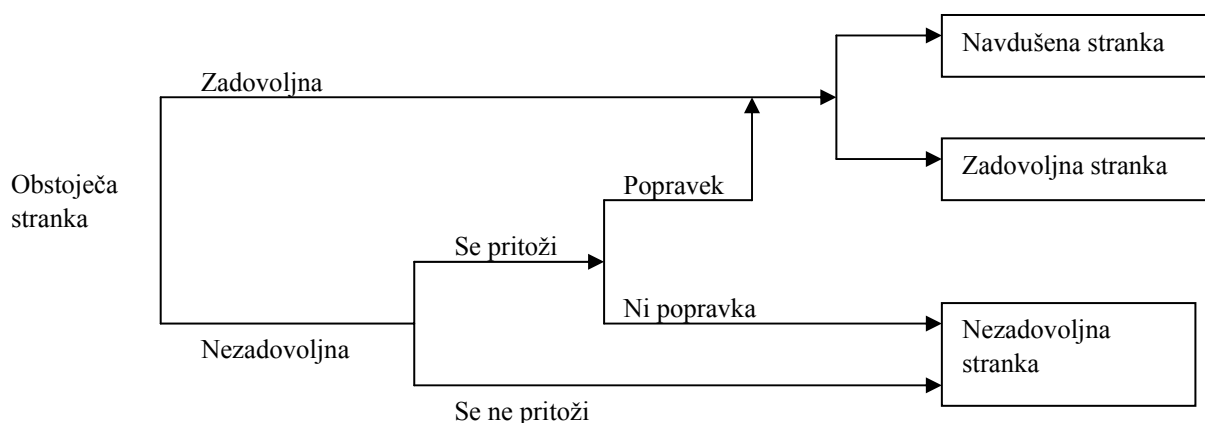 Navdušena stranka
Zadovoljna
Zadovoljna stranka
Obstoječa
stranka
Popravek
Se pritoži
Ni popravka
Nezadovoljna
stranka
Nezadovoljna
Se ne pritoži